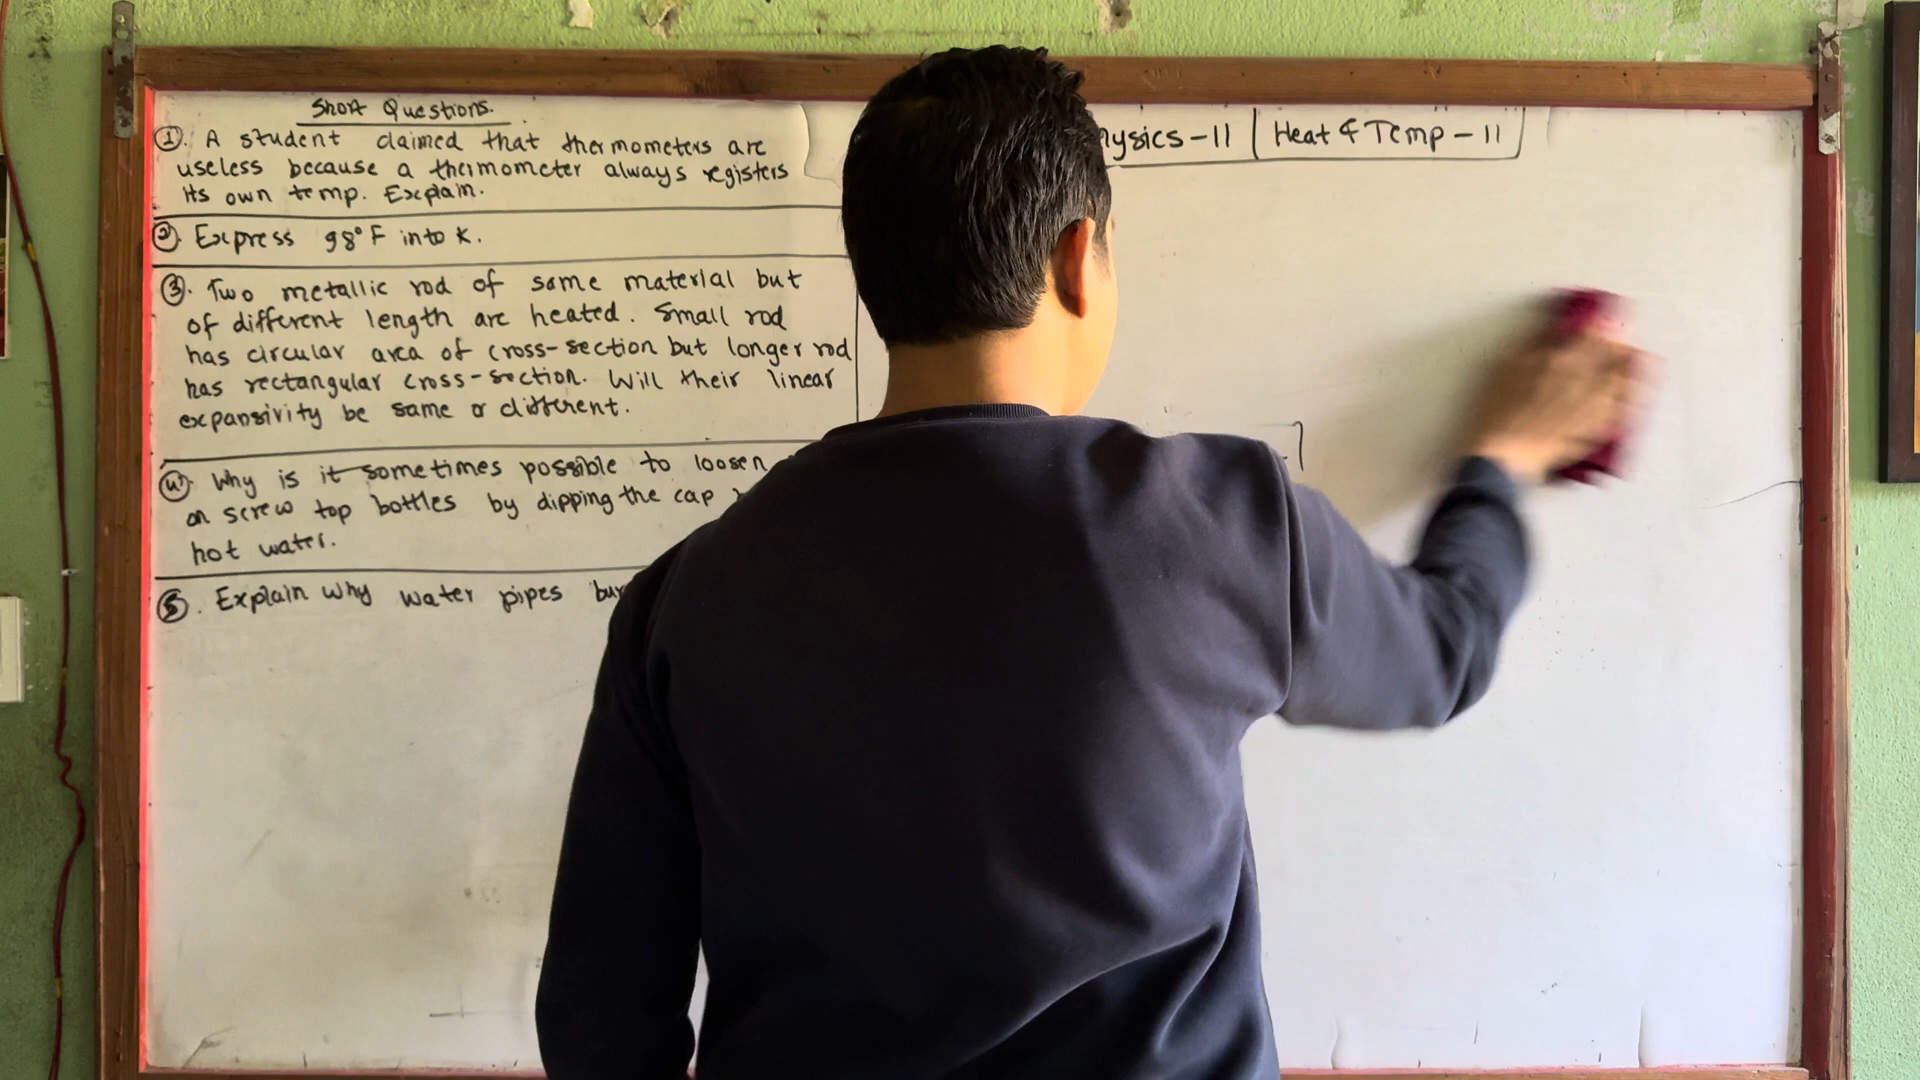 Short Questions.
①. A student claimed that thermometers are
useless because a thermometer always registers
its own temp. Explain.
②. Express 98°F into K.
③. Two metallic rod of same material but
of different length are heated. Small rod
has circular area of cross-section but longer rod
has rectangular cross-section. Will their linear
expansivity be same or different.
④. Why is it sometimes possible to loosen
on screw top bottles by dipping the cap
hot water.
⑤. Explain why water pipes
ysics-11 | Heat & Temp-11